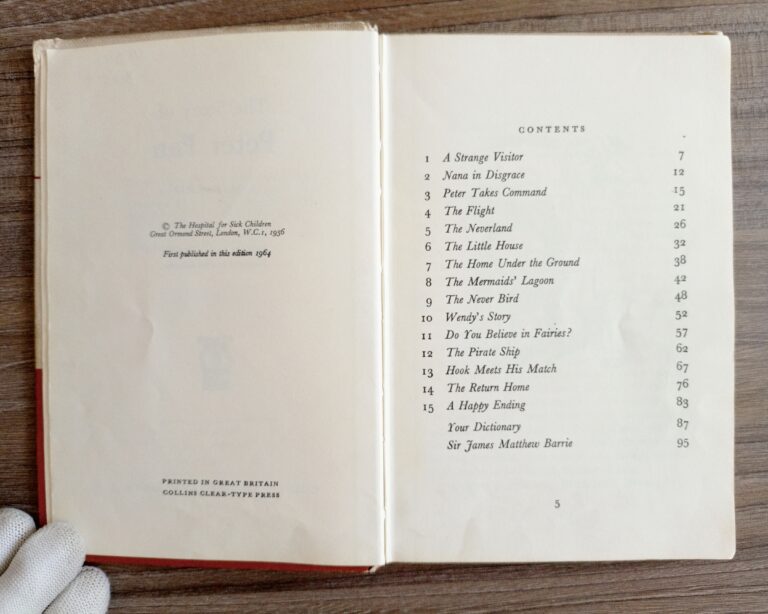 © The Hospital for Sick Children
Great Ormond Street, London, W.C.1, 1936
First published in this edition 1964
PRINTED IN GREAT BRITAIN
COLLINS CLEAR-TYPE PRESS
CONTENTS
1 A Strange Visitor 7
2 Nana in Disgrace 12
3 Peter Takes Command 15
4 The Flight 21
5 The Neverland 26
6 The Little House 32
7 The Home Under the Ground 38
8 The Mermaids' Lagoon 42
9 The Never Bird 48
10 Wendy's Story 52
11 Do You Believe in Fairies? 57
12 The Pirate Ship 62
13 Hook Meets His Match 67
14 The Return Home 76
15 A Happy Ending 83
Your Dictionary 87
Sir James Matthew Barrie 95
5